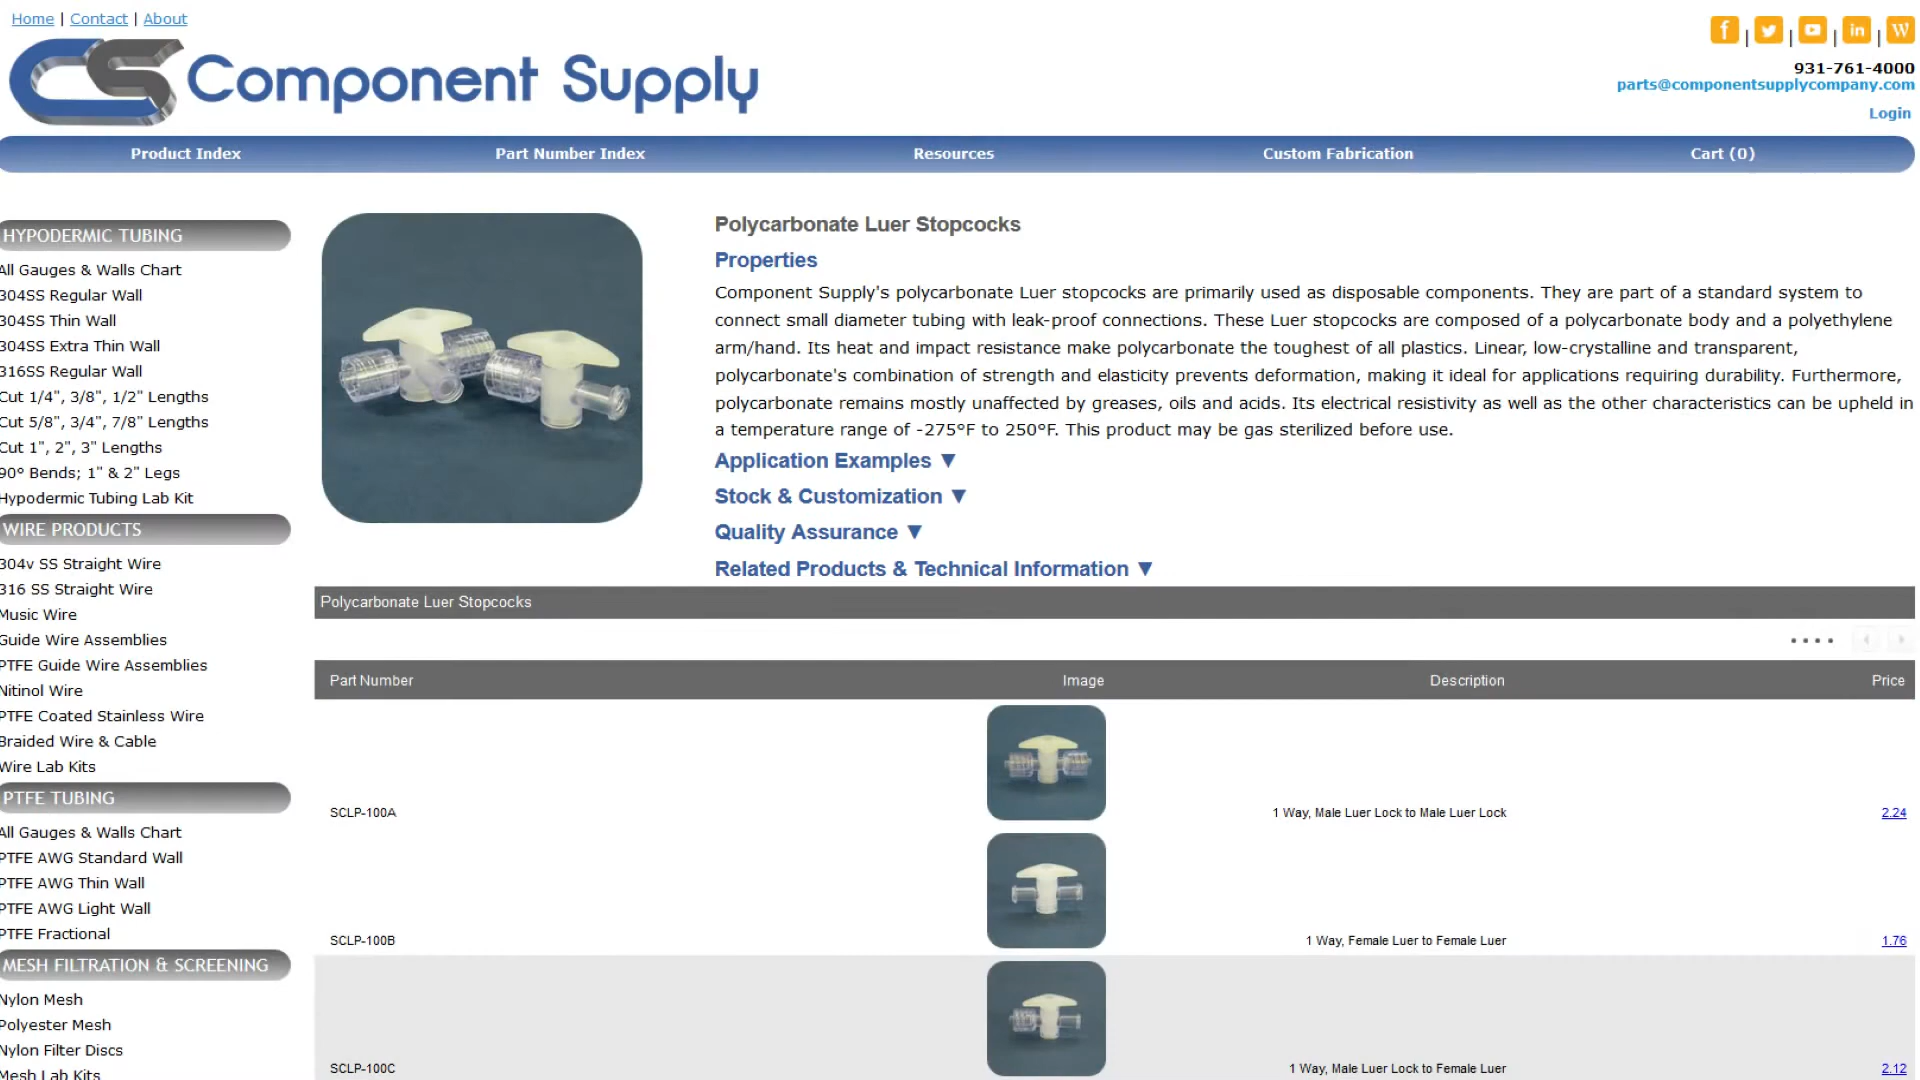 Home | Contact | About
CS Component Supply
f | | | in | W
931-761-4000
parts@componentsupplycompany.com
Login
Product Index Part Number Index Resources Custom Fabrication Cart (0)
HYPODERMIC TUBING
All Gauges & Walls Chart
304SS Regular Wall
304SS Thin Wall
304SS Extra Thin Wall
316SS Regular Wall
Cut 1/4", 3/8", 1/2" Lengths
Cut 5/8", 3/4", 7/8" Lengths
Cut 1", 2", 3" Lengths
90° Bends; 1" & 2" Legs
Hypodermic Tubing Lab Kit
WIRE PRODUCTS
304v SS Straight Wire
316 SS Straight Wire
Music Wire
Guide Wire Assemblies
PTFE Guide Wire Assemblies
Nitinol Wire
PTFE Coated Stainless Wire
Braided Wire & Cable
Wire Lab Kits
PTFE TUBING
All Gauges & Walls Chart
PTFE AWG Standard Wall
PTFE AWG Thin Wall
PTFE AWG Light Wall
PTFE Fractional
MESH FILTRATION & SCREENING
Nylon Mesh
Polyester Mesh
Nylon Filter Discs
Mesh Lab Kits
Polycarbonate Luer Stopcocks
Properties
Component Supply's polycarbonate Luer stopcocks are primarily used as disposable components. They are part of a standard system to
connect small diameter tubing with leak-proof connections. These Luer stopcocks are composed of a polycarbonate body and a polyethylene
arm/hand. Its heat and impact resistance make polycarbonate the toughest of all plastics. Linear, low-crystalline and transparent,
polycarbonate's combination of strength and elasticity prevents deformation, making it ideal for applications requiring durability. Furthermore,
polycarbonate remains mostly unaffected by greases, oils and acids. Its electrical resistivity as well as the other characteristics can be upheld in
a temperature range of -275°F to 250°F. This product may be gas sterilized before use.
Application Examples ▼
Stock & Customization ▼
Quality Assurance ▼
Related Products & Technical Information ▼
Polycarbonate Luer Stopcocks
Part Number Image Description Price
SCLP-100A 1 Way, Male Luer Lock to Male Luer Lock 2.24
SCLP-100B 1 Way, Female Luer to Female Luer 1.76
SCLP-100C 1 Way, Male Luer Lock to Female Luer 2.12